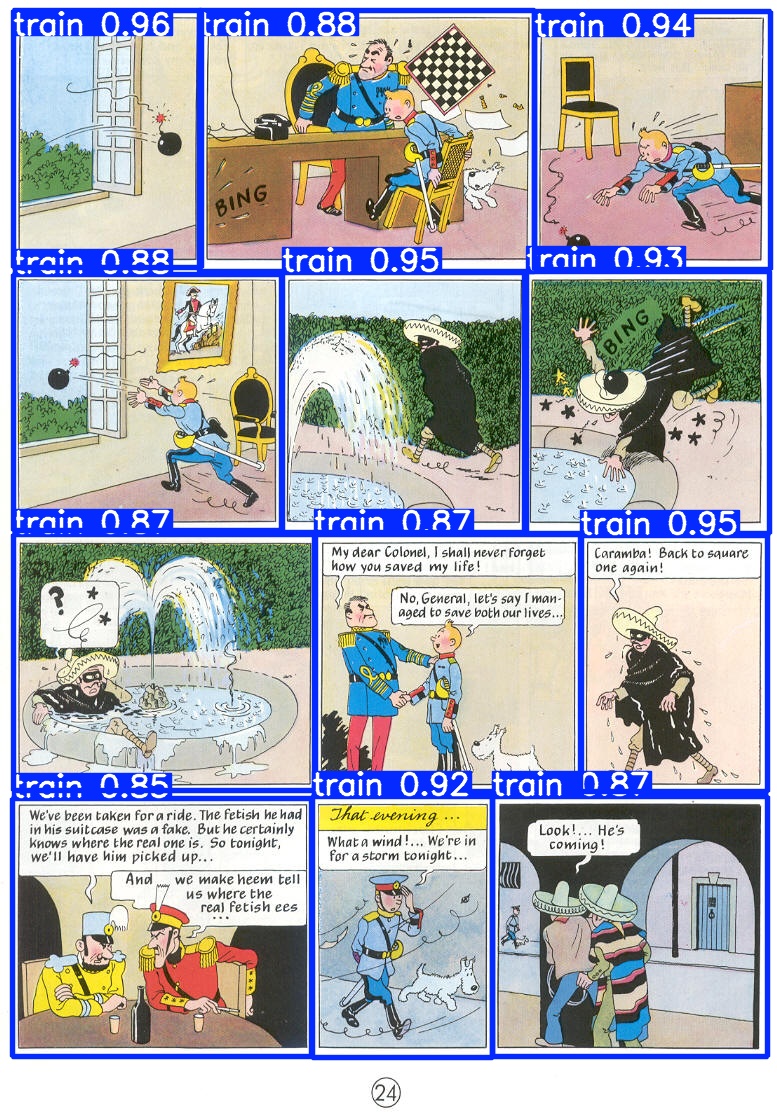 train 0.96
train 0.88
train 0.94
BING
train 0.88
train 0.95
train 0.93
BING
train 0.87
train 0.87
train 0.95
?
My dear Colonel, I shall never forget
how you saved my life!
No, General, let's say I man-
aged to save both our lives...
Caramba! Back to square
one again!
train 0.85
train 0.92
train 0.87
We've been taken for a ride. The fetish he had
in his suitcase was a fake. But he certainly
knows where the real one is. So tonight,
we'll have him picked up...
And we make heem tell
us where the
real fetish ees
...
That evening ...
What a wind!... We're in
for a storm tonight...
Look!... He's
coming!
24